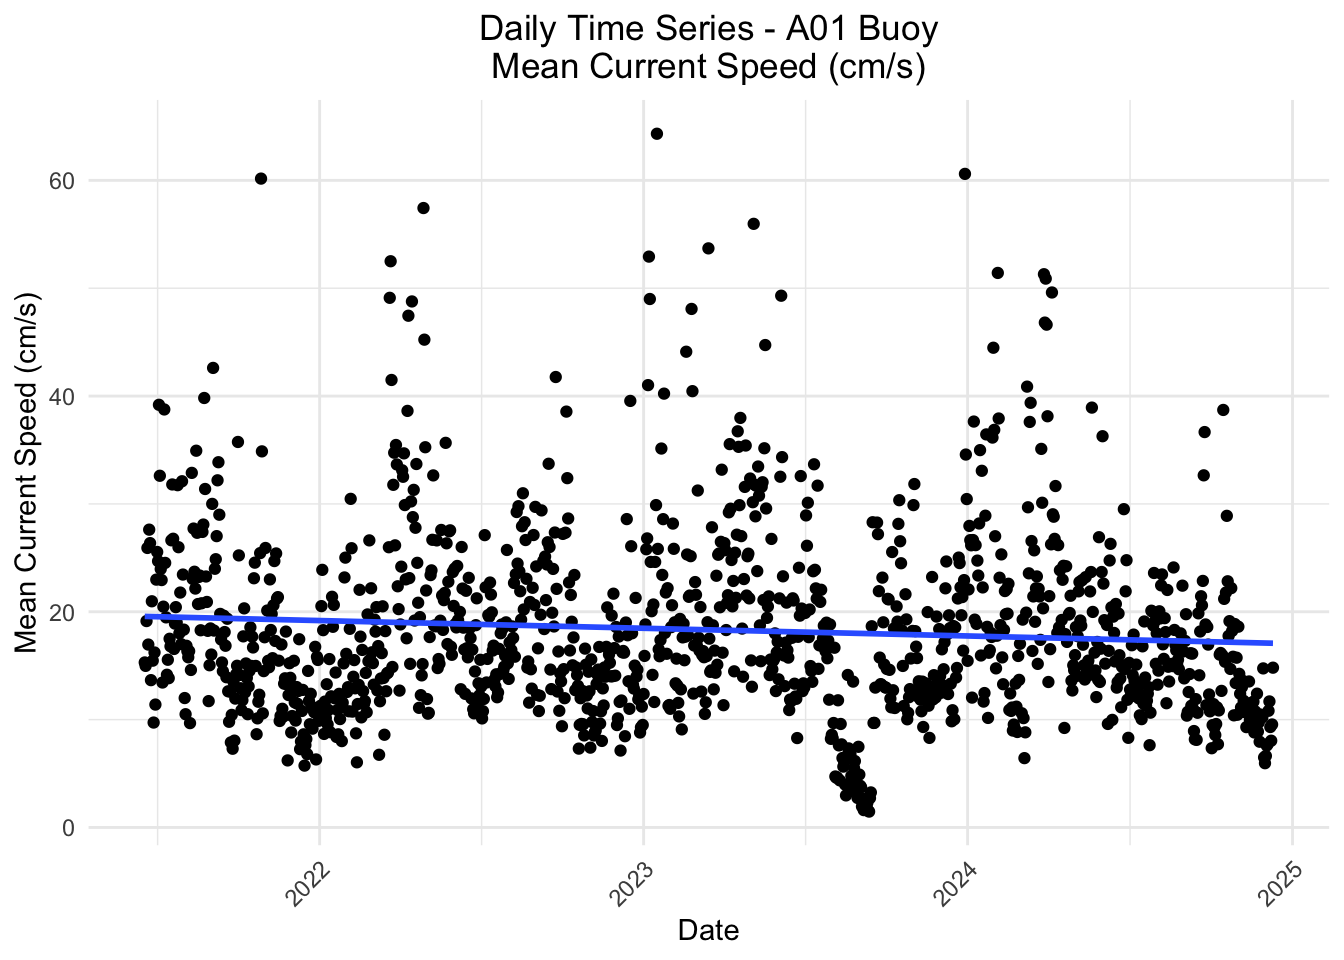 Daily Time Series - A01 Buoy
Mean Current Speed (cm/s)
Mean Current Speed (cm/s)
60
40
20
0
2022
2023
2024
2025
Date